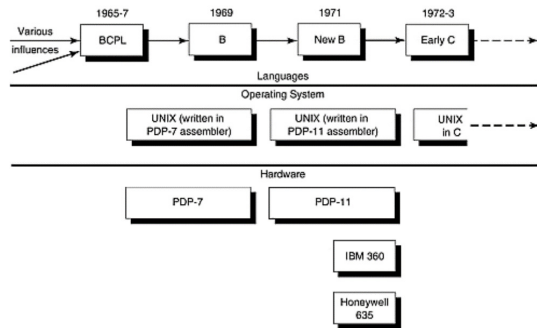 1965-7
1969
1971
1972-3
Various
influences
BCPL
B
New B
Early C
Languages
Operating System
UNIX (written in
PDP-7 assembler)
UNIX (written in
PDP-11 assembler)
UNIX
in C
Hardware
PDP-7
PDP-11
IBM 360
Honeywell
635